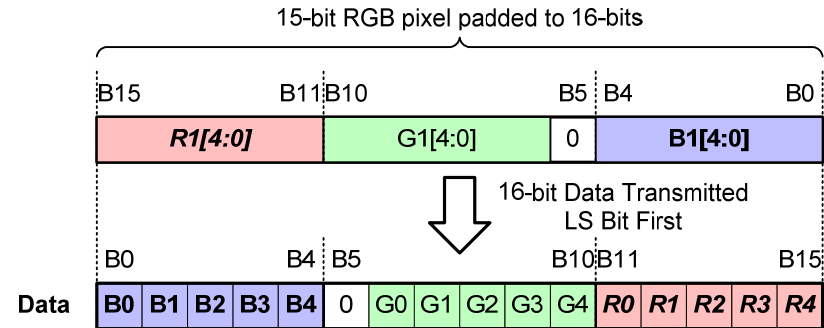 15-bit RGB pixel padded to 16-bits
B15 B11 B10 B5 B4 B0
R1[4:0] G1[4:0] 0 B1[4:0]
16-bit Data Transmitted
LS Bit First
B0 B4 B5 B10 B11 B15
Data B0 B1 B2 B3 B4 0 G0 G1 G2 G3 G4 R0 R1 R2 R3 R4